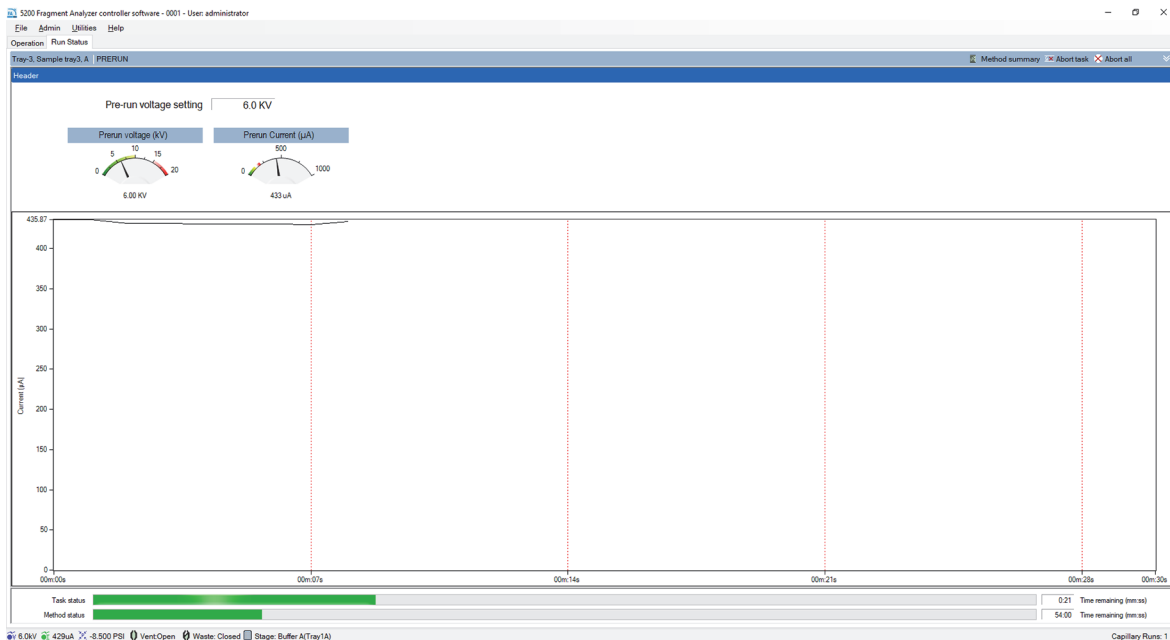 5200 Fragment Analyzer controller software - 0001 - User: administrator
File Admin Utilities Help
Operation Run Status
Tray-3, Sample tray3, A PRERUN Method summary Abort task Abort all
Header
Pre-run voltage setting 6.0 KV
Prerun voltage (kV) Prerun Current (µA)
0 5 10 15 20
0 500 1000
6.00 KV 433 uA
435.87
400
350
300
250
200
150
100
50
0
Current (µA)
00m:00s 00m:07s 00m:14s 00m:21s 00m:28s 00m:30s
Task status 0:21 Time remaining (mm:ss)
Method status 54:00 Time remaining (mm:ss)
6.0kV 429uA -8.500 PSI Vent:Open Waste: Closed Stage: Buffer A(Tray1A) Capillary Runs: 1